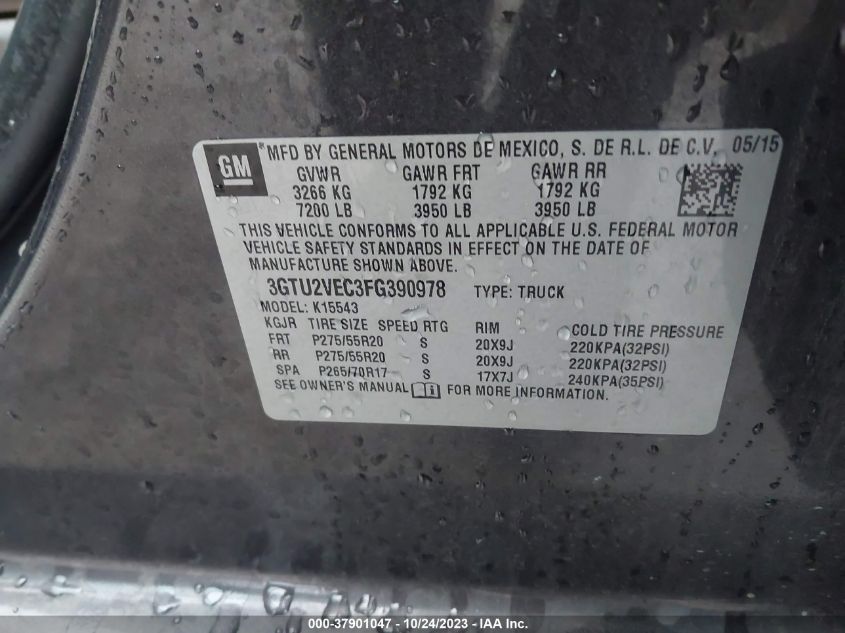 GM ® MFD BY GENERAL MOTORS DE MEXICO, S. DE R.L. DE C.V. 05/15
GVWR GAWR FRT GAWR RR
3266 KG 1792 KG 1792 KG
7200 LB 3950 LB 3950 LB
THIS VEHICLE CONFORMS TO ALL APPLICABLE U.S. FEDERAL MOTOR
VEHICLE SAFETY STANDARDS IN EFFECT ON THE DATE OF
MANUFACTURE SHOWN ABOVE.
3GTU2VEC3FG390978 TYPE: TRUCK
MODEL: K15543
KGJR TIRE SIZE SPEED RTG RIM COLD TIRE PRESSURE
FRT P275/55R20 S 20X9J 220KPA(32PSI)
RR P275/55R20 S 20X9J 220KPA(32PSI)
SPA P265/70R17 S 17X7J 240KPA(35PSI)
SEE OWNER'S MANUAL FOR MORE INFORMATION.
000-37901047 - 10/24/2023 - IAA Inc.